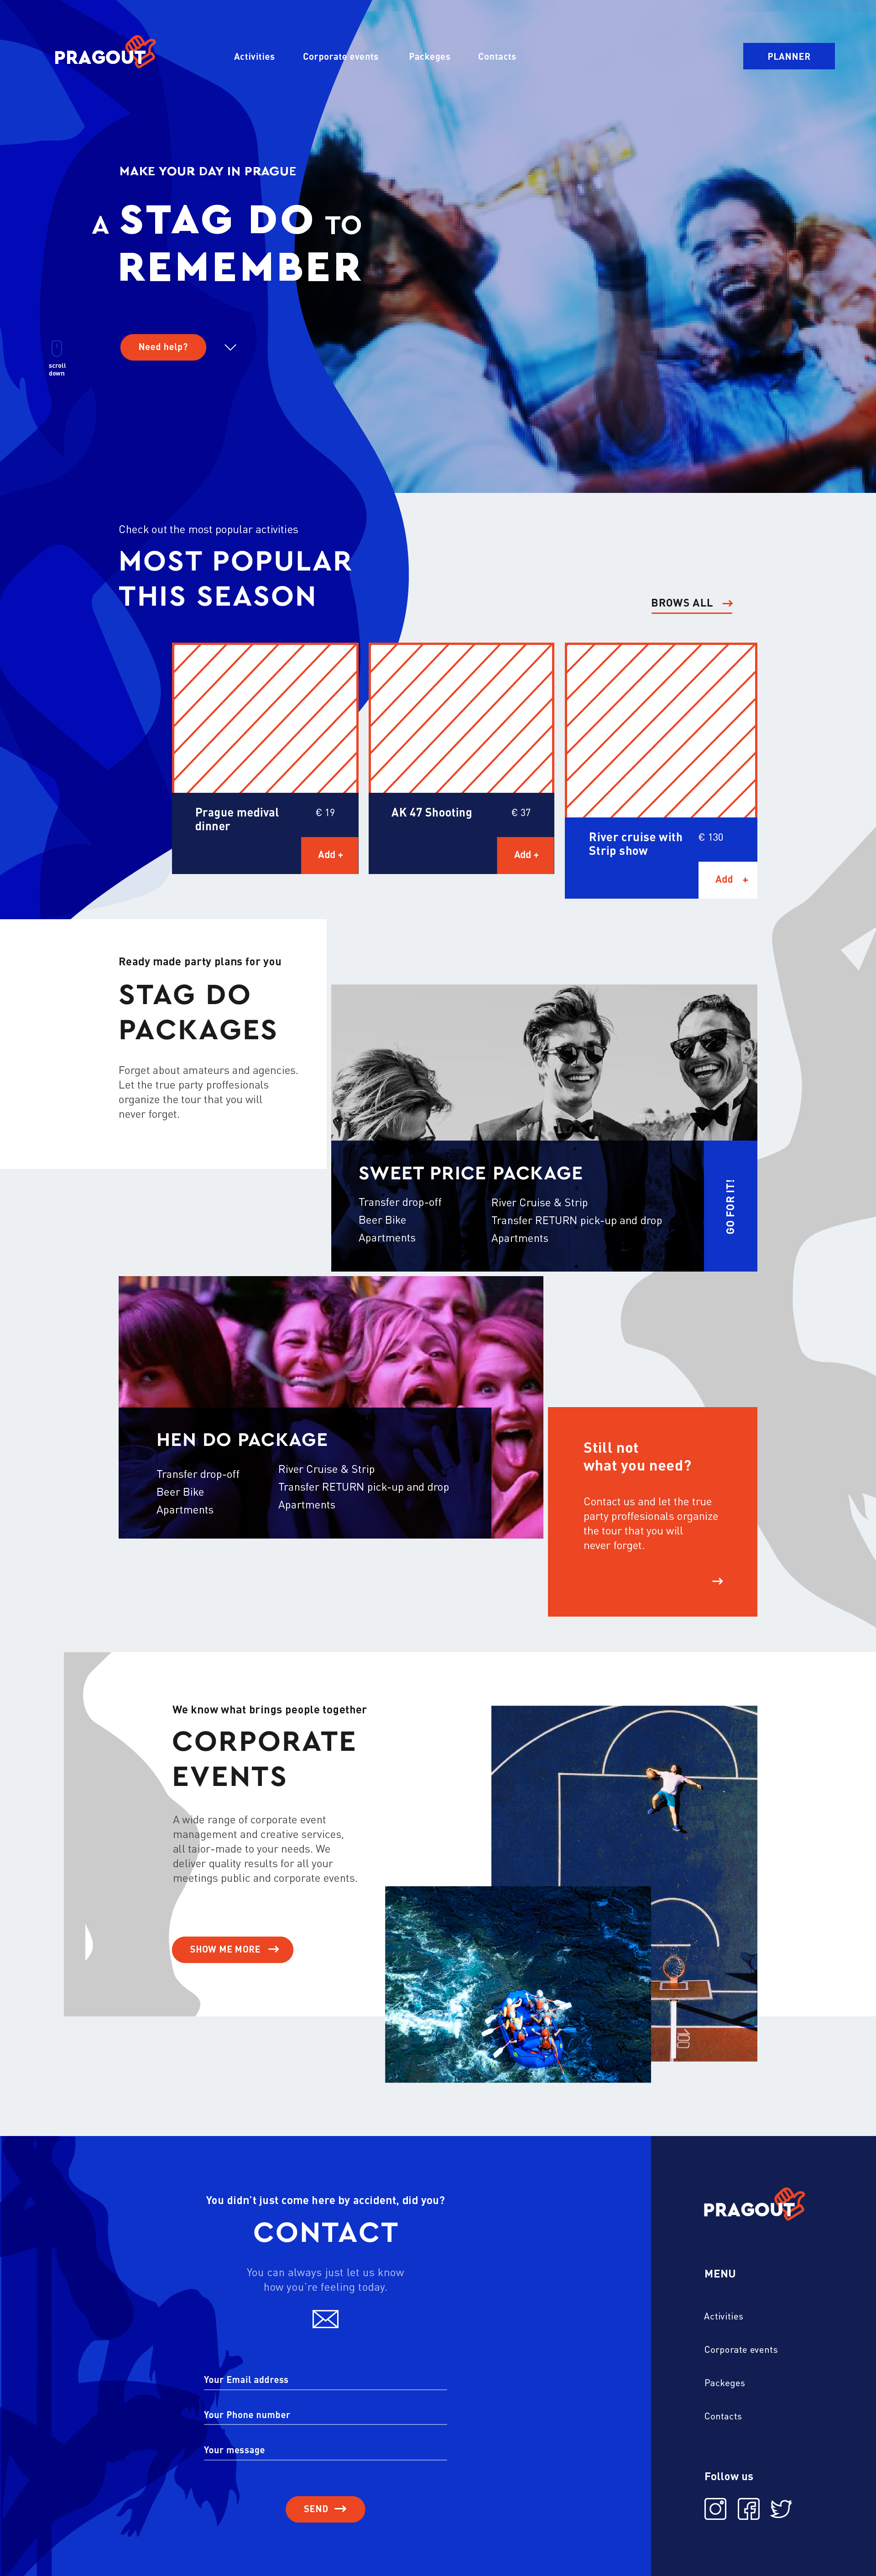 PRAGOUT
Activities
Corporate events
Packeges
Contacts
PLANNER
MAKE YOUR DAY IN PRAGUE
A STAG DO TO
REMEMBER
Need help?
scroll
down
Check out the most popular activities
MOST POPULAR
THIS SEASON
BROWS ALL
Prague medival
dinner
€ 19
Add +
AK 47 Shooting
€ 37
Add +
River cruise with
Strip show
€ 130
Add +
Ready made party plans for you
STAG DO
PACKAGES
Forget about amateurs and agencies.
Let the true party proffesionals
organize the tour that you will
never forget.
SWEET PRICE PACKAGE
Transfer drop-off
Beer Bike
Apartments
River Cruise & Strip
Transfer RETURN pick-up and drop
Apartments
GO FOR IT!
HEN DO PACKAGE
Transfer drop-off
Beer Bike
Apartments
River Cruise & Strip
Transfer RETURN pick-up and drop
Apartments
Still not
what you need?
Contact us and let the true
party proffesionals organize
the tour that you will
never forget.
We know what brings people together
CORPORATE
EVENTS
A wide range of corporate event
management and creative services,
all taior-made to your needs. We
deliver quality results for all your
meetings public and corporate events.
SHOW ME MORE
You didn't just come here by accident, did you?
CONTACT
You can always just let us know
how you're feeling today.
Your Email address
Your Phone number
Your message
SEND
PRAGOUT
MENU
Activities
Corporate events
Packeges
Contacts
Follow us